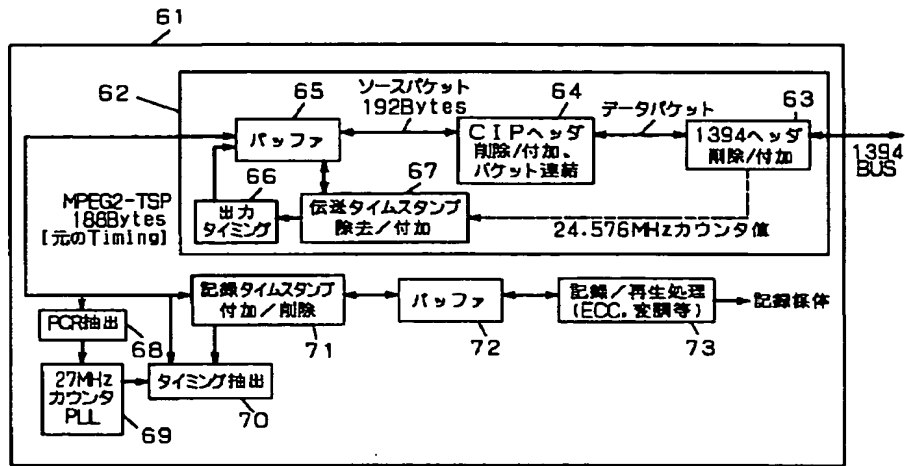 61
62
65
ソースパケット
192Bytes
64
データパケット
63
バッファ
CIPヘッダ
削除/付加、
パケット連結
1394ヘッダ
削除/付加
1394
BUS
66
67
MPEG2-TSP
188Bytes
[元のTiming]
出力
タイミング
伝送タイムスタンプ
除去/付加
24.576MHzカウンタ値
記録タイムスタンプ
付加/削除
バッファ
記録/再生処理
(ECC,変調等)
記録媒体
PCR抽出
68
71
72
73
27MHz
カウンタ
PLL
タイミング抽出
69
70